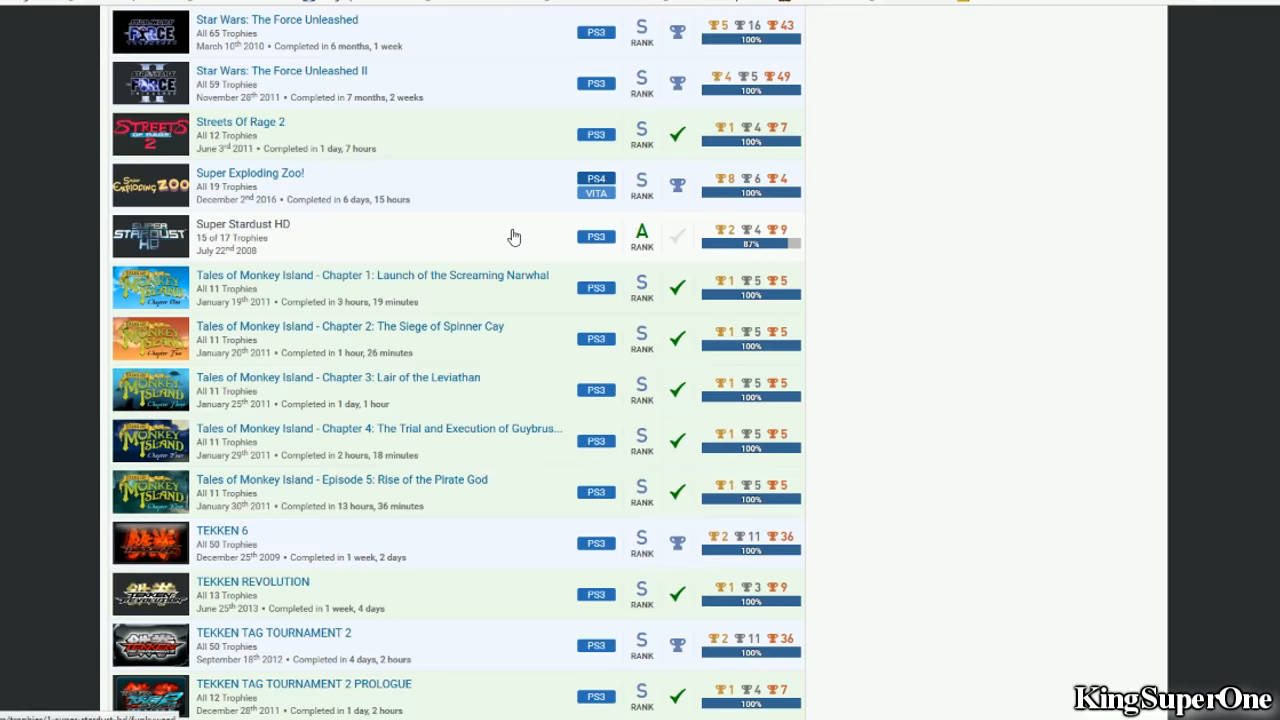 Star Wars: The Force Unleashed
All 65 Trophies
March 10th 2010 • Completed in 6 months, 1 week
PS3
S
RANK
5 16 43
100%
Star Wars: The Force Unleashed II
All 59 Trophies
November 28th 2011 • Completed in 7 months, 2 weeks
PS3
S
RANK
4 5 49
100%
STREETS
OF RAGE
2
Streets Of Rage 2
All 12 Trophies
June 3rd 2011 • Completed in 1 day, 7 hours
PS3
S
RANK
1 4 7
100%
Super Exploding Zoo!
All 19 Trophies
December 2nd 2016 • Completed in 6 days, 15 hours
PS4
VITA
S
RANK
8 6 4
100%
SUPER
STARDUST
HD
Super Stardust HD
15 of 17 Trophies
July 22nd 2008
PS3
A
RANK
2 4 9
87%
Tales of Monkey Island - Chapter 1: Launch of the Screaming Narwhal
All 11 Trophies
January 19th 2011 • Completed in 3 hours, 19 minutes
PS3
S
RANK
1 5 5
100%
Tales of Monkey Island - Chapter 2: The Siege of Spinner Cay
All 11 Trophies
January 20th 2011 • Completed in 1 hour, 26 minutes
PS3
S
RANK
1 5 5
100%
Tales of Monkey Island - Chapter 3: Lair of the Leviathan
All 11 Trophies
January 25th 2011 • Completed in 1 day, 1 hour
PS3
S
RANK
1 5 5
100%
Tales of Monkey Island - Chapter 4: The Trial and Execution of Guybrus...
All 11 Trophies
January 29th 2011 • Completed in 2 hours, 18 minutes
PS3
S
RANK
1 5 5
100%
Tales of Monkey Island - Episode 5: Rise of the Pirate God
All 11 Trophies
January 30th 2011 • Completed in 13 hours, 36 minutes
PS3
S
RANK
1 5 5
100%
TEKKEN 6
All 50 Trophies
December 25th 2009 • Completed in 1 week, 2 days
PS3
S
RANK
2 11 36
100%
TEKKEN REVOLUTION
All 13 Trophies
June 25th 2013 • Completed in 1 week, 4 days
PS3
S
RANK
1 3 9
100%
TEKKEN TAG TOURNAMENT 2
All 50 Trophies
September 18th 2012 • Completed in 4 days, 2 hours
PS3
S
RANK
2 11 36
100%
TEKKEN TAG TOURNAMENT 2 PROLOGUE
All 12 Trophies
December 28th 2011 • Completed in 1 day, 2 hours
PS3
S
RANK
1 4 7
100%
KingSuperOne